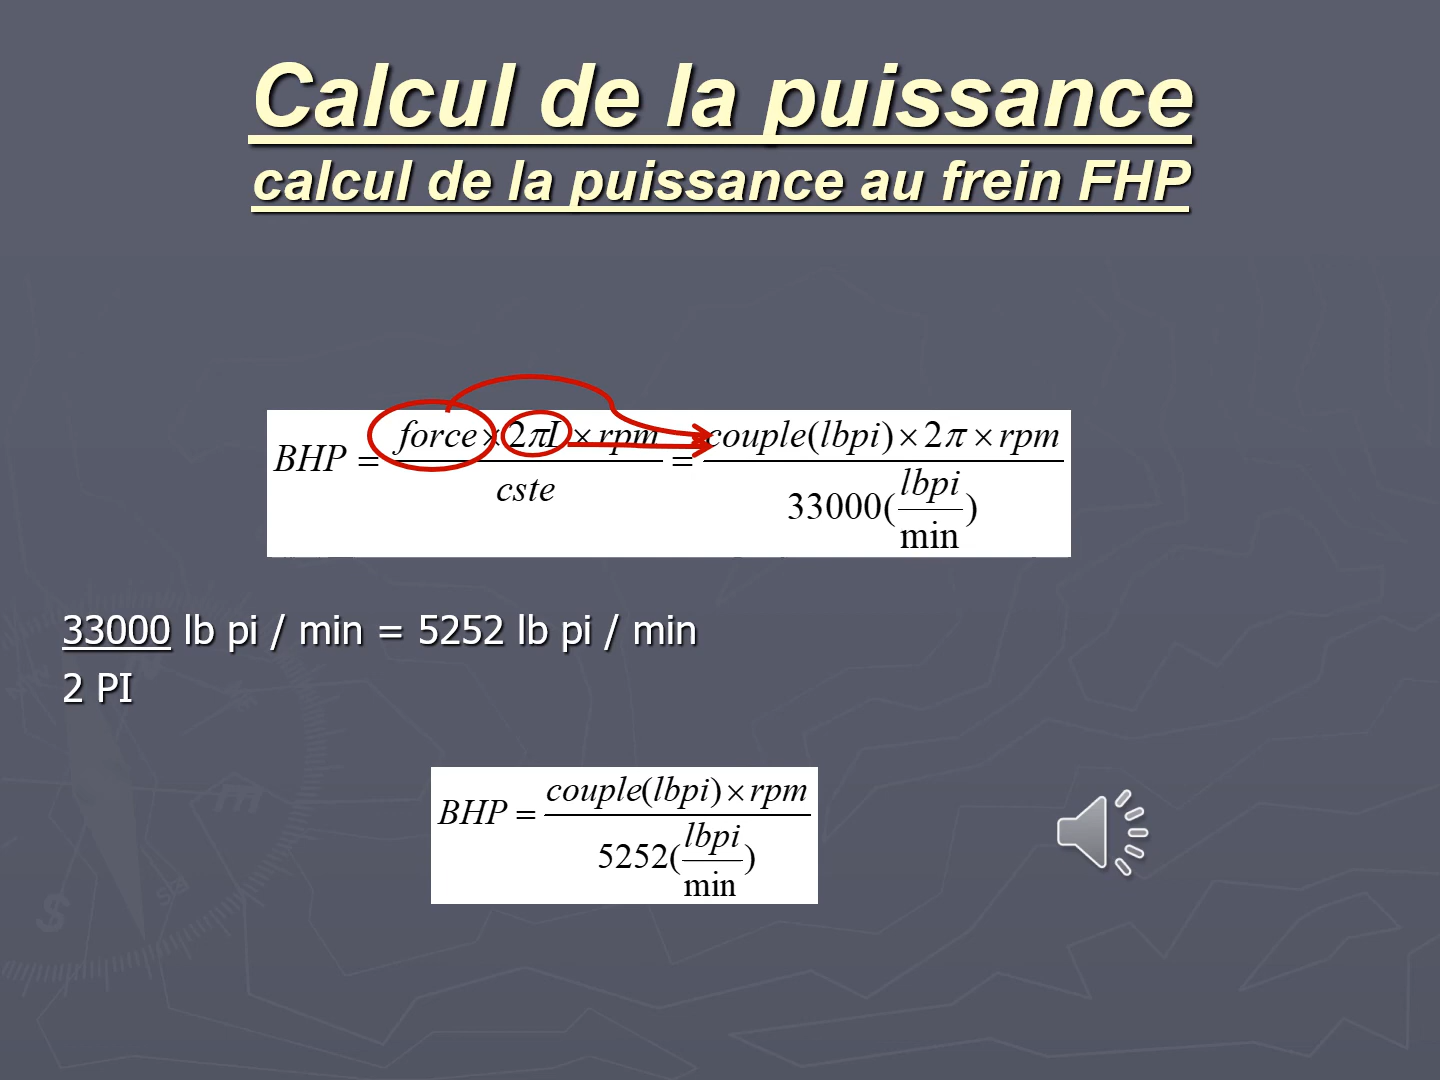 Calcul de la puissance
calcul de la puissance au frein FHP
BHP = force × 2πL × rpm / cste = couple(lbpi) × 2π × rpm / 33000(lbpi/min)
33000 lb pi / min = 5252 lb pi / min
2 PI
BHP = couple(lbpi) × rpm / 5252(lbpi/min)